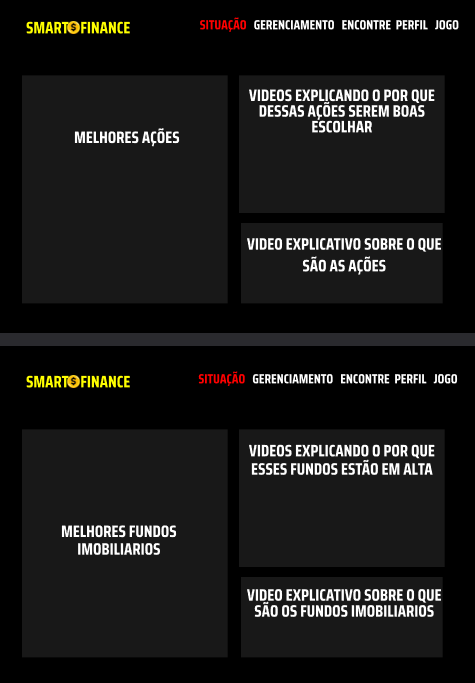 SMART$FINANCE
SITUAÇÃO GERENCIAMENTO ENCONTRE PERFIL JOGO
MELHORES AÇÕES
VIDEOS EXPLICANDO O POR QUE
DESSAS AÇÕES SEREM BOAS
ESCOLHAR
VIDEO EXPLICATIVO SOBRE O QUE
SÃO AS AÇÕES
SMART$FINANCE
SITUAÇÃO GERENCIAMENTO ENCONTRE PERFIL JOGO
MELHORES FUNDOS
IMOBILIARIOS
VIDEOS EXPLICANDO O POR QUE
ESSES FUNDOS ESTÃO EM ALTA
VIDEO EXPLICATIVO SOBRE O QUE
SÃO OS FUNDOS IMOBILIARIOS